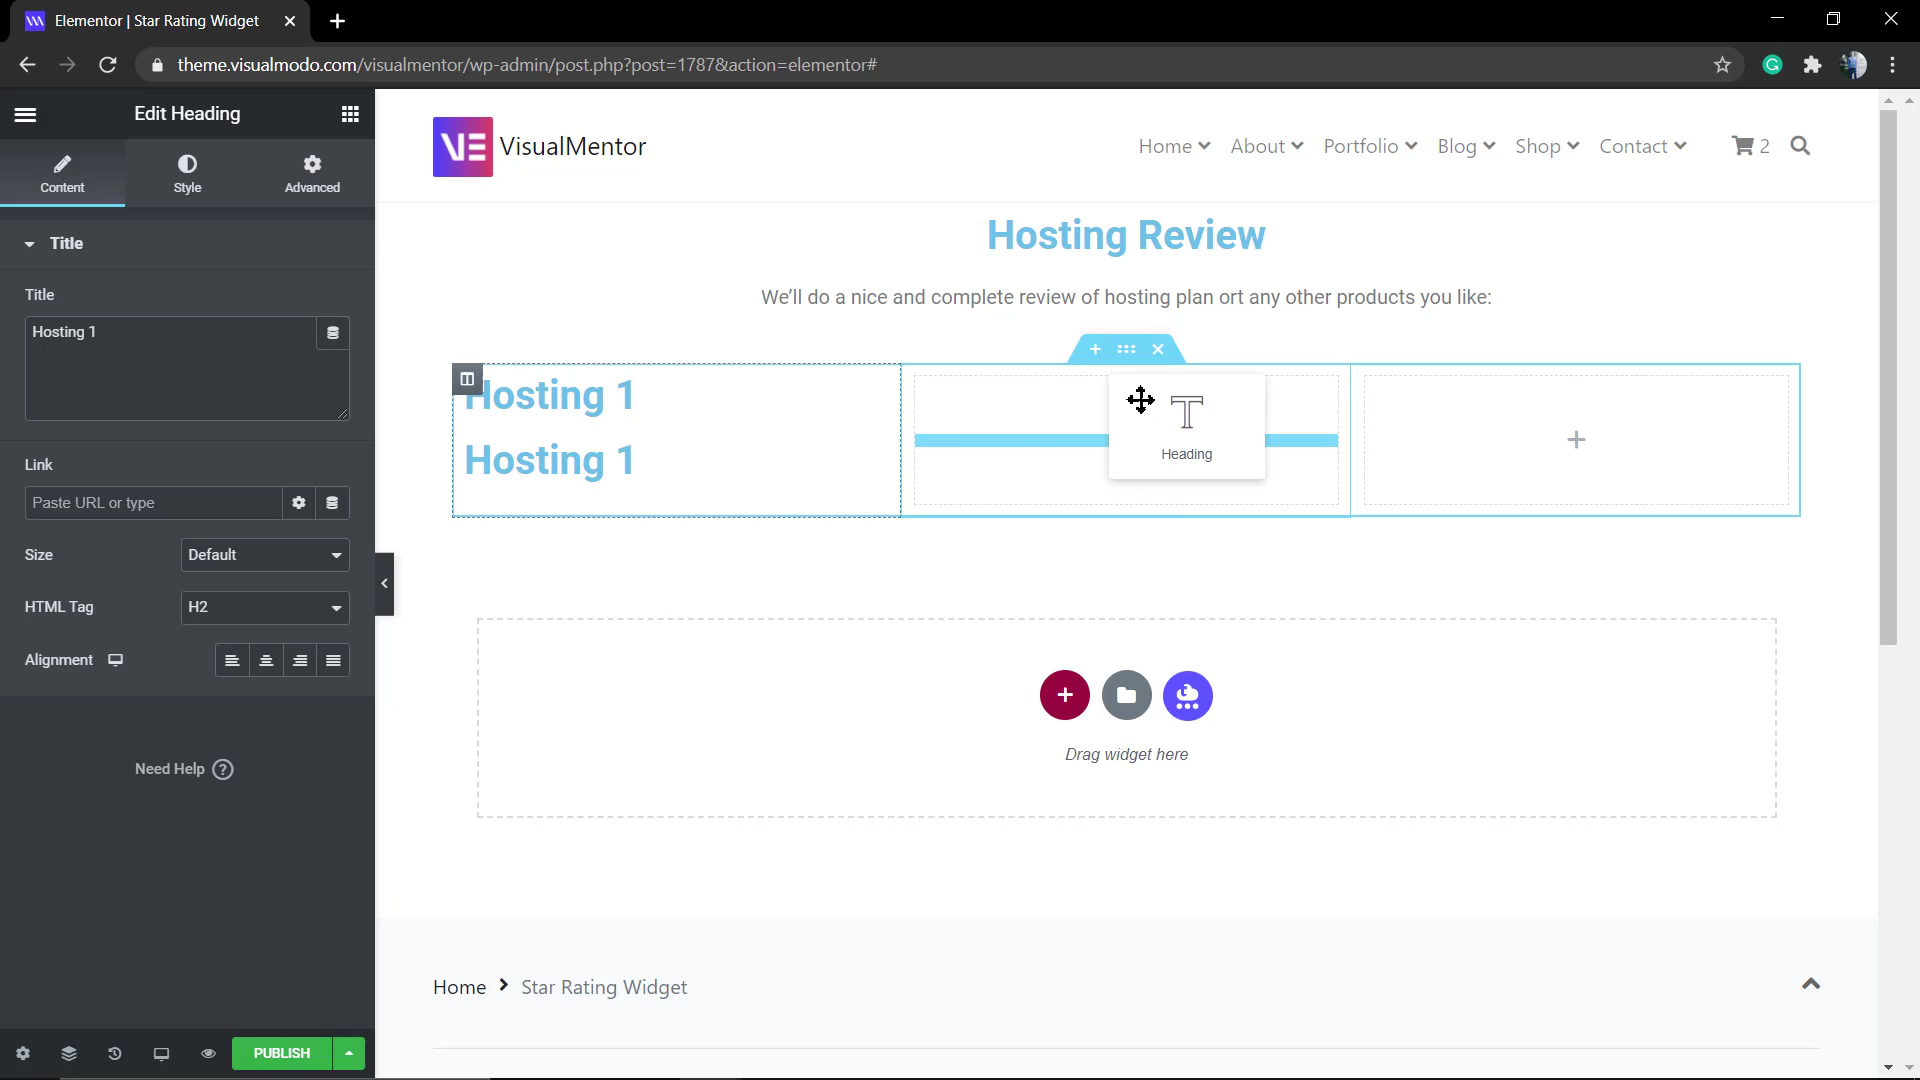 Elementor | Star Rating Widget
theme.visualmodo.com/visualmentor/wp-admin/post.php?post=1787&action=elementor#
Edit Heading
Content
Style
Advanced
Title
Title
Hosting 1
Link
Paste URL or type
Size
Default
HTML Tag
H2
Alignment
Need Help ?
PUBLISH
VE VisualMentor
Home
About
Portfolio
Blog
Shop
Contact
2
Hosting Review
We'll do a nice and complete review of hosting plan ort any other products you like:
Hosting 1
Hosting 1
Heading
Drag widget here
Home
Star Rating Widget